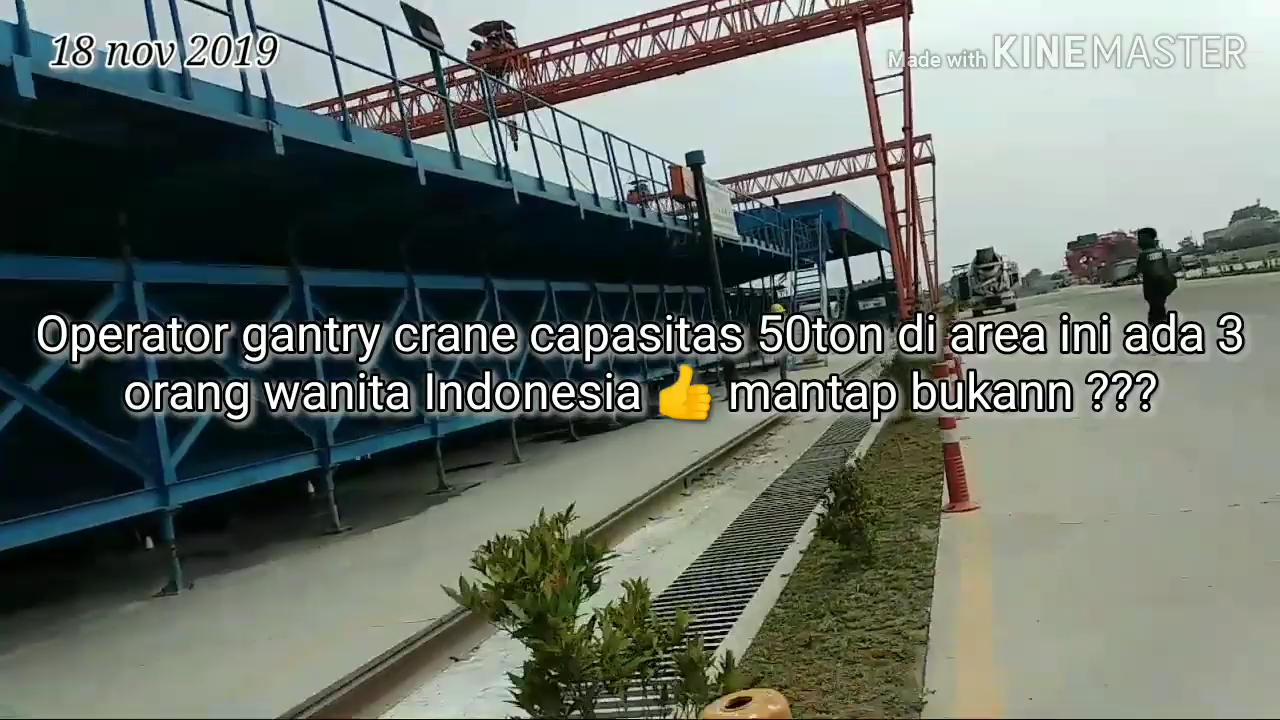 18 nov 2019
Made with KINEMASTER
Operator gantry crane capasitas 50ton di area ini ada 3
orang wanita Indonesia 👍 mantap bukann ???